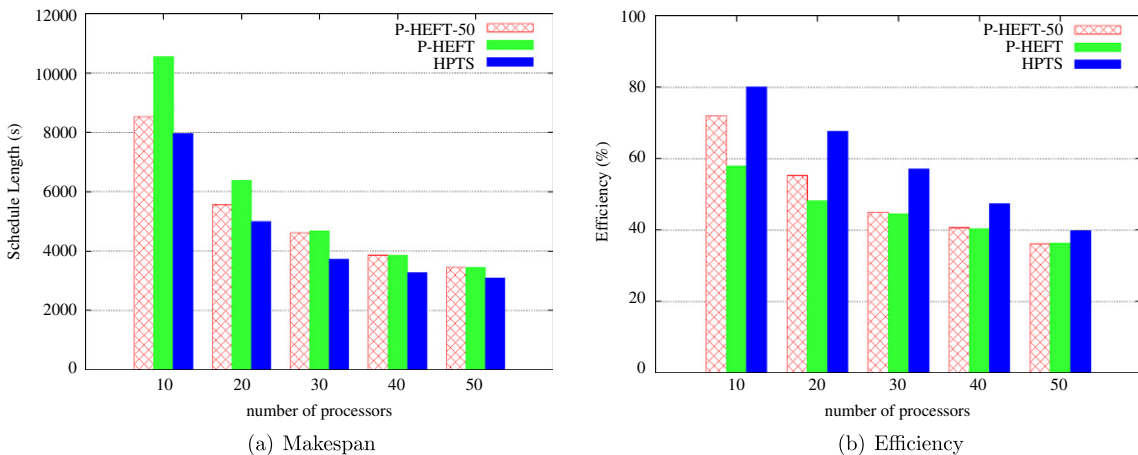 12000
10000
8000
6000
4000
2000
0
Schedule Length (s)
P-HEFT-50
P-HEFT
HPTS
10 20 30 40 50
number of processors
(a) Makespan
100
80
60
40
20
0
Efficiency (%)
P-HEFT-50
P-HEFT
HPTS
10 20 30 40 50
number of processors
(b) Efficiency